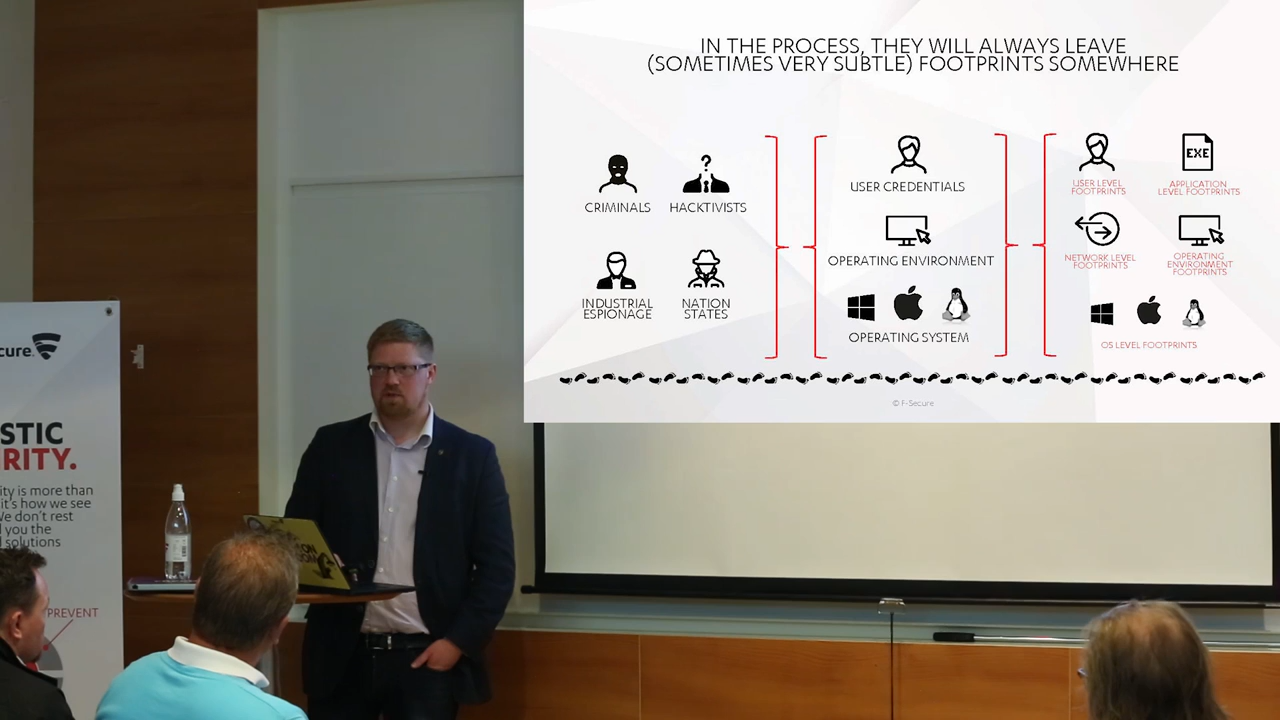 IN THE PROCESS, THEY WILL ALWAYS LEAVE
(SOMETIMES VERY SUBTLE) FOOTPRINTS SOMEWHERE
CRIMINALS
HACKTIVISTS
INDUSTRIAL
ESPIONAGE
NATION
STATES
USER CREDENTIALS
OPERATING ENVIRONMENT
OPERATING SYSTEM
USER LEVEL
FOOTPRINTS
EXE
APPLICATION
LEVEL FOOTPRINTS
NETWORK LEVEL
FOOTPRINTS
OPERATING
ENVIRONMENT
FOOTPRINTS
OS LEVEL FOOTPRINTS
© F-Secure
cure.
STIC
RITY.
ity is more than
it's how we see
We don't rest
you the
solutions
PREVENT